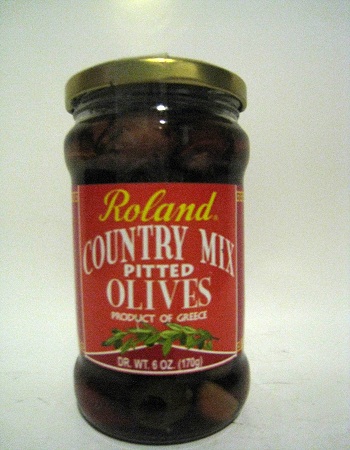 Roland®
COUNTRY MIX
PITTED
OLIVES
PRODUCT OF GREECE
DR. WT. 6 OZ. (170g)